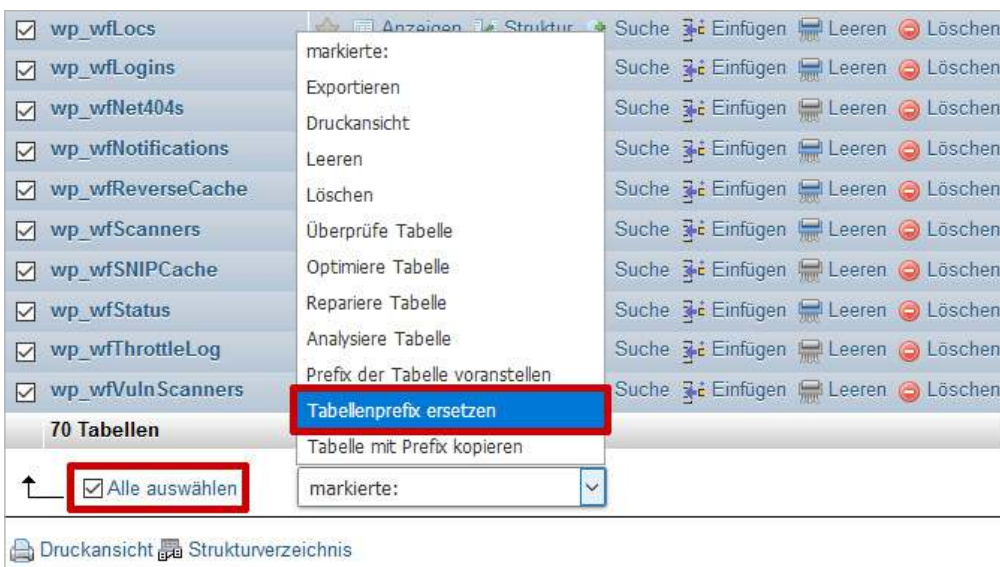 wp_wfLocs Anzeigen Struktur Suche Einfügen Leeren Löschen
wp_wfLogins Suche Einfügen Leeren Löschen
wp_wfNet404s Suche Einfügen Leeren Löschen
wp_wfNotifications Suche Einfügen Leeren Löschen
wp_wfReverseCache Suche Einfügen Leeren Löschen
wp_wfScanners Suche Einfügen Leeren Löschen
wp_wfSNIPCache Suche Einfügen Leeren Löschen
wp_wfStatus Suche Einfügen Leeren Löschen
wp_wfThrottleLog Suche Einfügen Leeren Löschen
wp_wfVulnScanners Suche Einfügen Leeren Löschen
70 Tabellen
markierte:
Exportieren
Druckansicht
Leeren
Löschen
Überprüfe Tabelle
Optimiere Tabelle
Repariere Tabelle
Analysiere Tabelle
Prefix der Tabelle voranstellen
Tabellenprefix ersetzen
Tabelle mit Prefix kopieren
Alle auswählen markierte:
Druckansicht Strukturverzeichnis